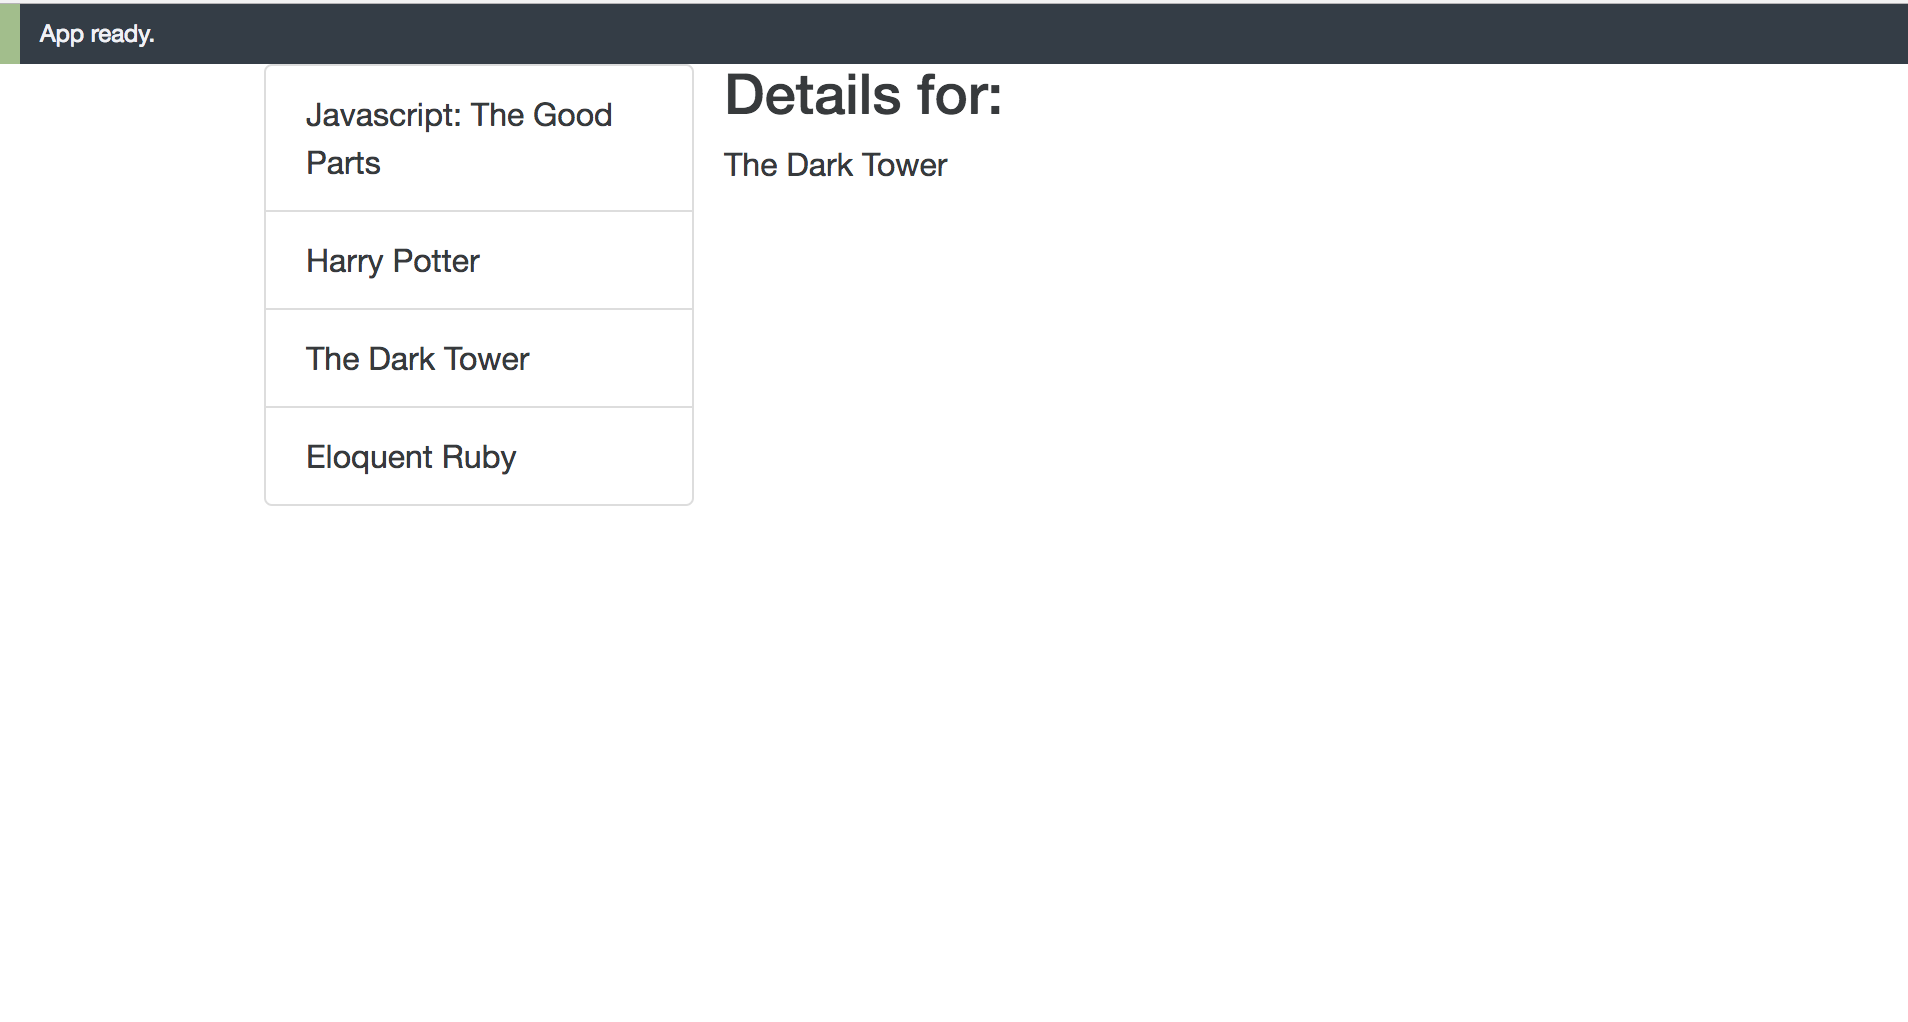 App ready.
Javascript: The Good
Parts
Harry Potter
The Dark Tower
Eloquent Ruby
Details for:
The Dark Tower